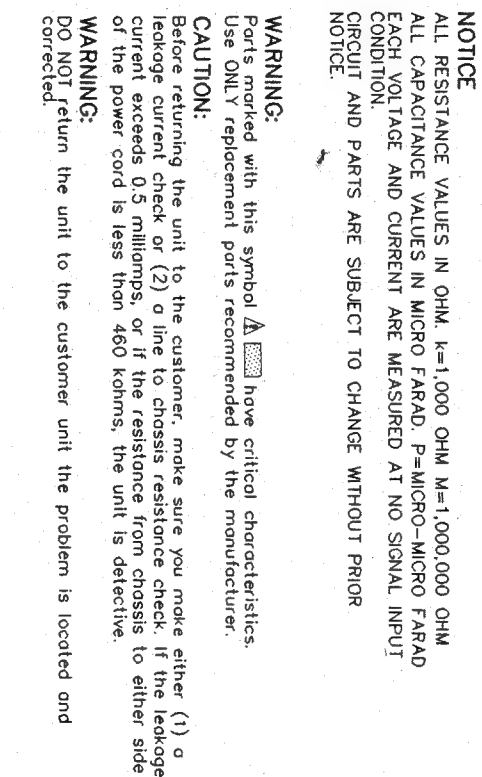 NOTICE
ALL RESISTANCE VALUES IN OHM. k=1,000 OHM M=1,000,000 OHM
ALL CAPACITANCE VALUES IN MICRO FARAD. P=MICRO-MICRO FARAD
EACH VOLTAGE AND CURRENT ARE MEASURED AT NO SIGNAL INPUT
CONDITION.
CIRCUIT AND PARTS ARE SUBJECT TO CHANGE WITHOUT PRIOR
NOTICE.
WARNING:
Parts marked with this symbol ⚠ ▒ have critical characteristics.
Use ONLY replacement parts recommended by the manufacturer.
CAUTION:
Before returning the unit to the customer, make sure you make either (1) a
leakage current check or (2) a line to chassis resistance check. If the leakage
current exceeds 0.5 milliamps, or if the resistance from chassis to either side
of the power cord is less than 460 kohms, the unit is detective.
WARNING:
DO NOT return the unit to the customer unit the problem is located and
corrected.